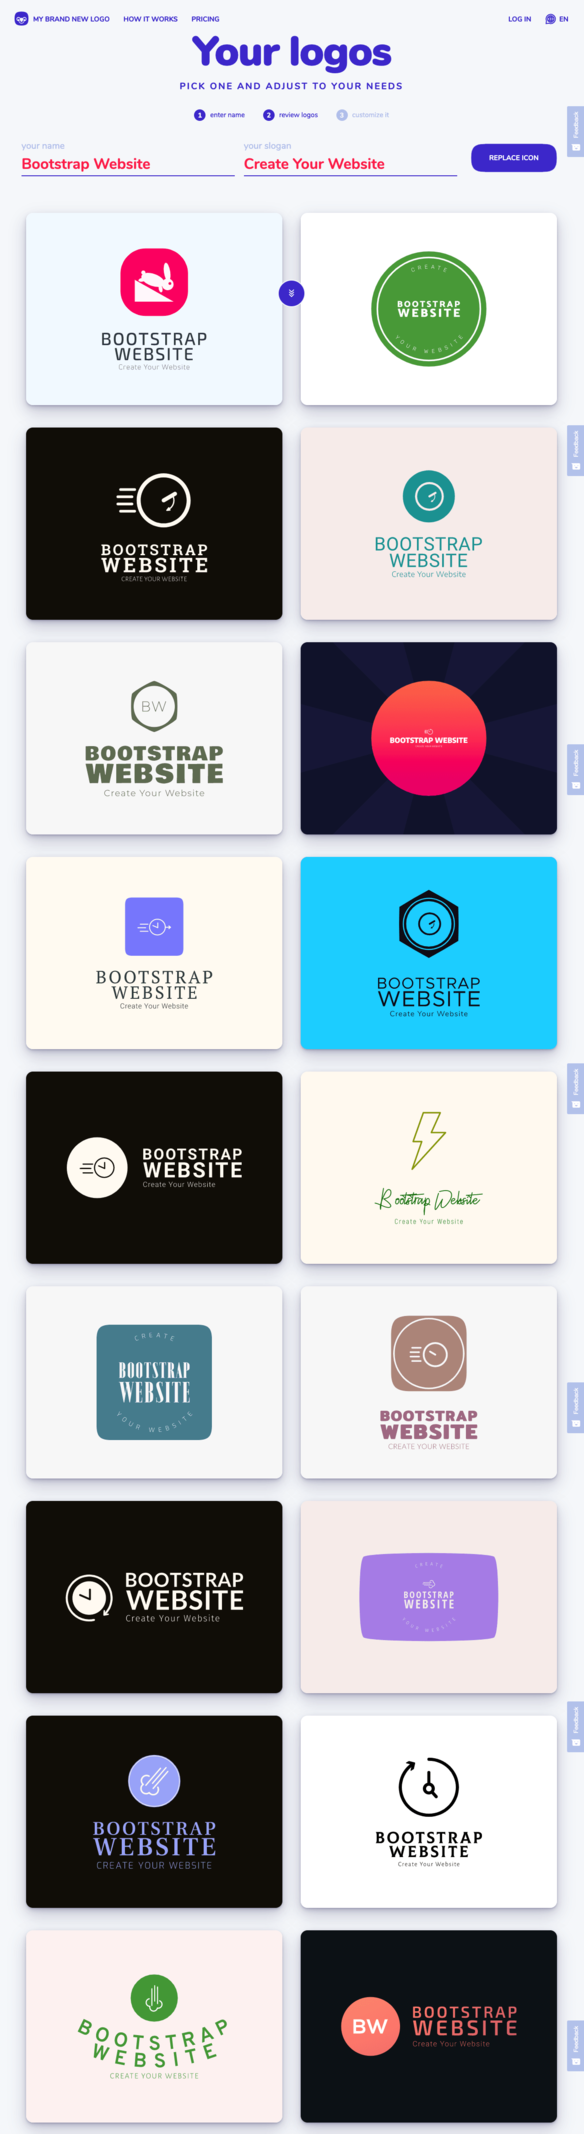 MY BRAND NEW LOGO HOW IT WORKS PRICING LOG IN EN
Your logos
PICK ONE AND ADJUST TO YOUR NEEDS
1 enter name 2 review logos 3 customize it
Feedback
your name your slogan
Bootstrap Website Create Your Website REPLACE ICON
BOOTSTRAP
WEBSITE
Create Your Website
CREATE
BOOTSTRAP
WEBSITE
YOUR WEBSITE
Feedback
BOOTSTRAP
WEBSITE
CREATE YOUR WEBSITE
BOOTSTRAP
WEBSITE
Create Your Website
BW
BOOTSTRAP
WEBSITE
Create Your Website
BOOTSTRAP WEBSITE
Feedback
BOOTSTRAP
WEBSITE
Create Your Website
BOOTSTRAP
WEBSITE
Create Your Website
Feedback
BOOTSTRAP
WEBSITE
Create Your Website
Bootstrap Website
Create Your Website
CREATE
BOOTSTRAP
WEBSITE
YOUR WEBSITE
BOOTSTRAP
WEBSITE
CREATE YOUR WEBSITE
Feedback
BOOTSTRAP
WEBSITE
Create Your Website
CREATE
BOOTSTRAP
WEBSITE
YOUR WEBSITE
Feedback
BOOTSTRAP
WEBSITE
CREATE YOUR WEBSITE
BOOTSTRAP
WEBSITE
Create Your Website
BOOTSTRAP
WEBSITE
CREATE YOUR WEBSITE
BW
BOOTSTRAP
WEBSITE
Create Your Website
Feedback